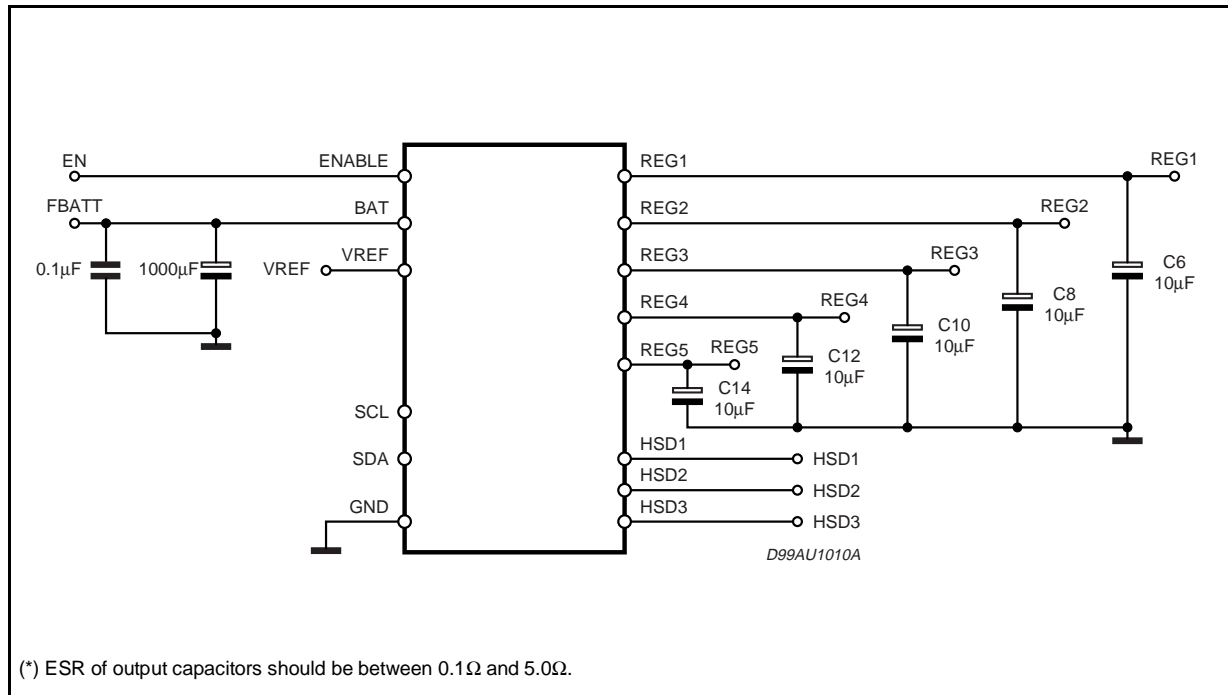 EN
ENABLE
FBATT
BAT
0.1μF
1000μF
VREF
VREF
SCL
SDA
GND
REG1
REG1
REG2
REG2
REG3
REG3
REG4
REG4
REG5
REG5
C6
10μF
C8
10μF
C10
10μF
C12
10μF
C14
10μF
HSD1
HSD1
HSD2
HSD2
HSD3
HSD3
D99AU1010A
(*) ESR of output capacitors should be between 0.1Ω and 5.0Ω.